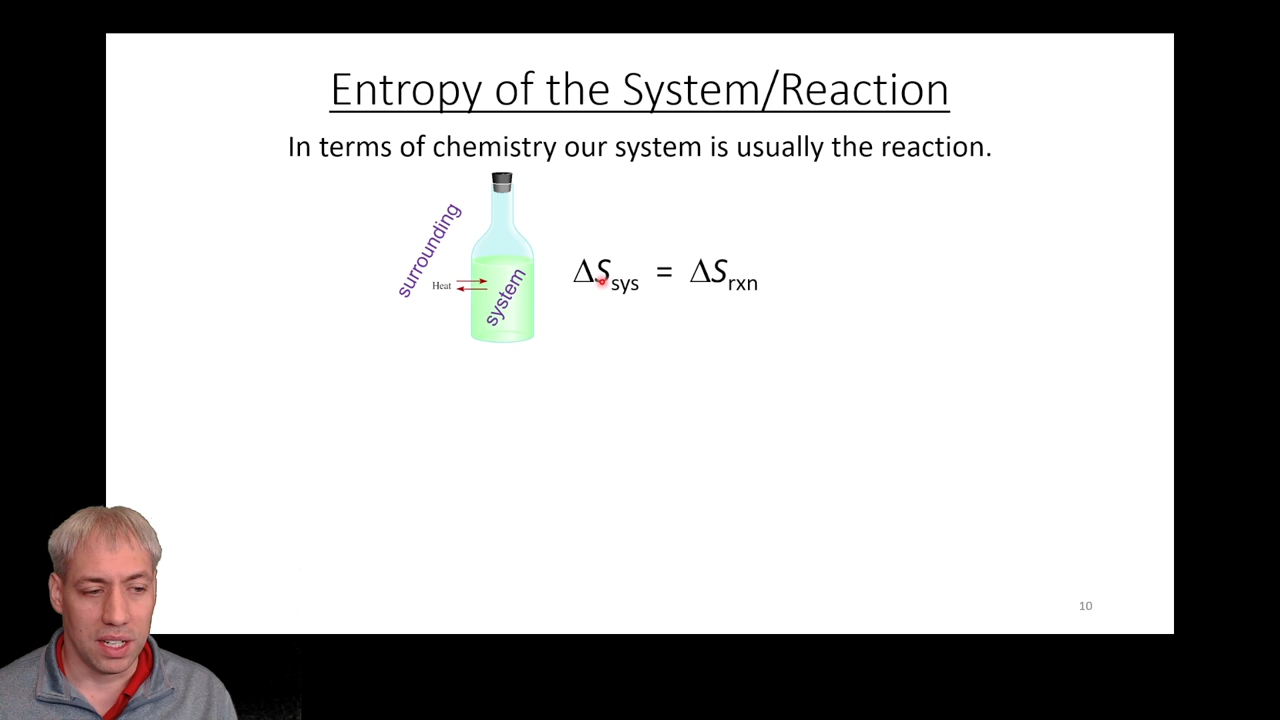 Entropy of the System/Reaction
In terms of chemistry our system is usually the reaction.
surrounding
Heat
system
ΔSsys = ΔSrxn
10